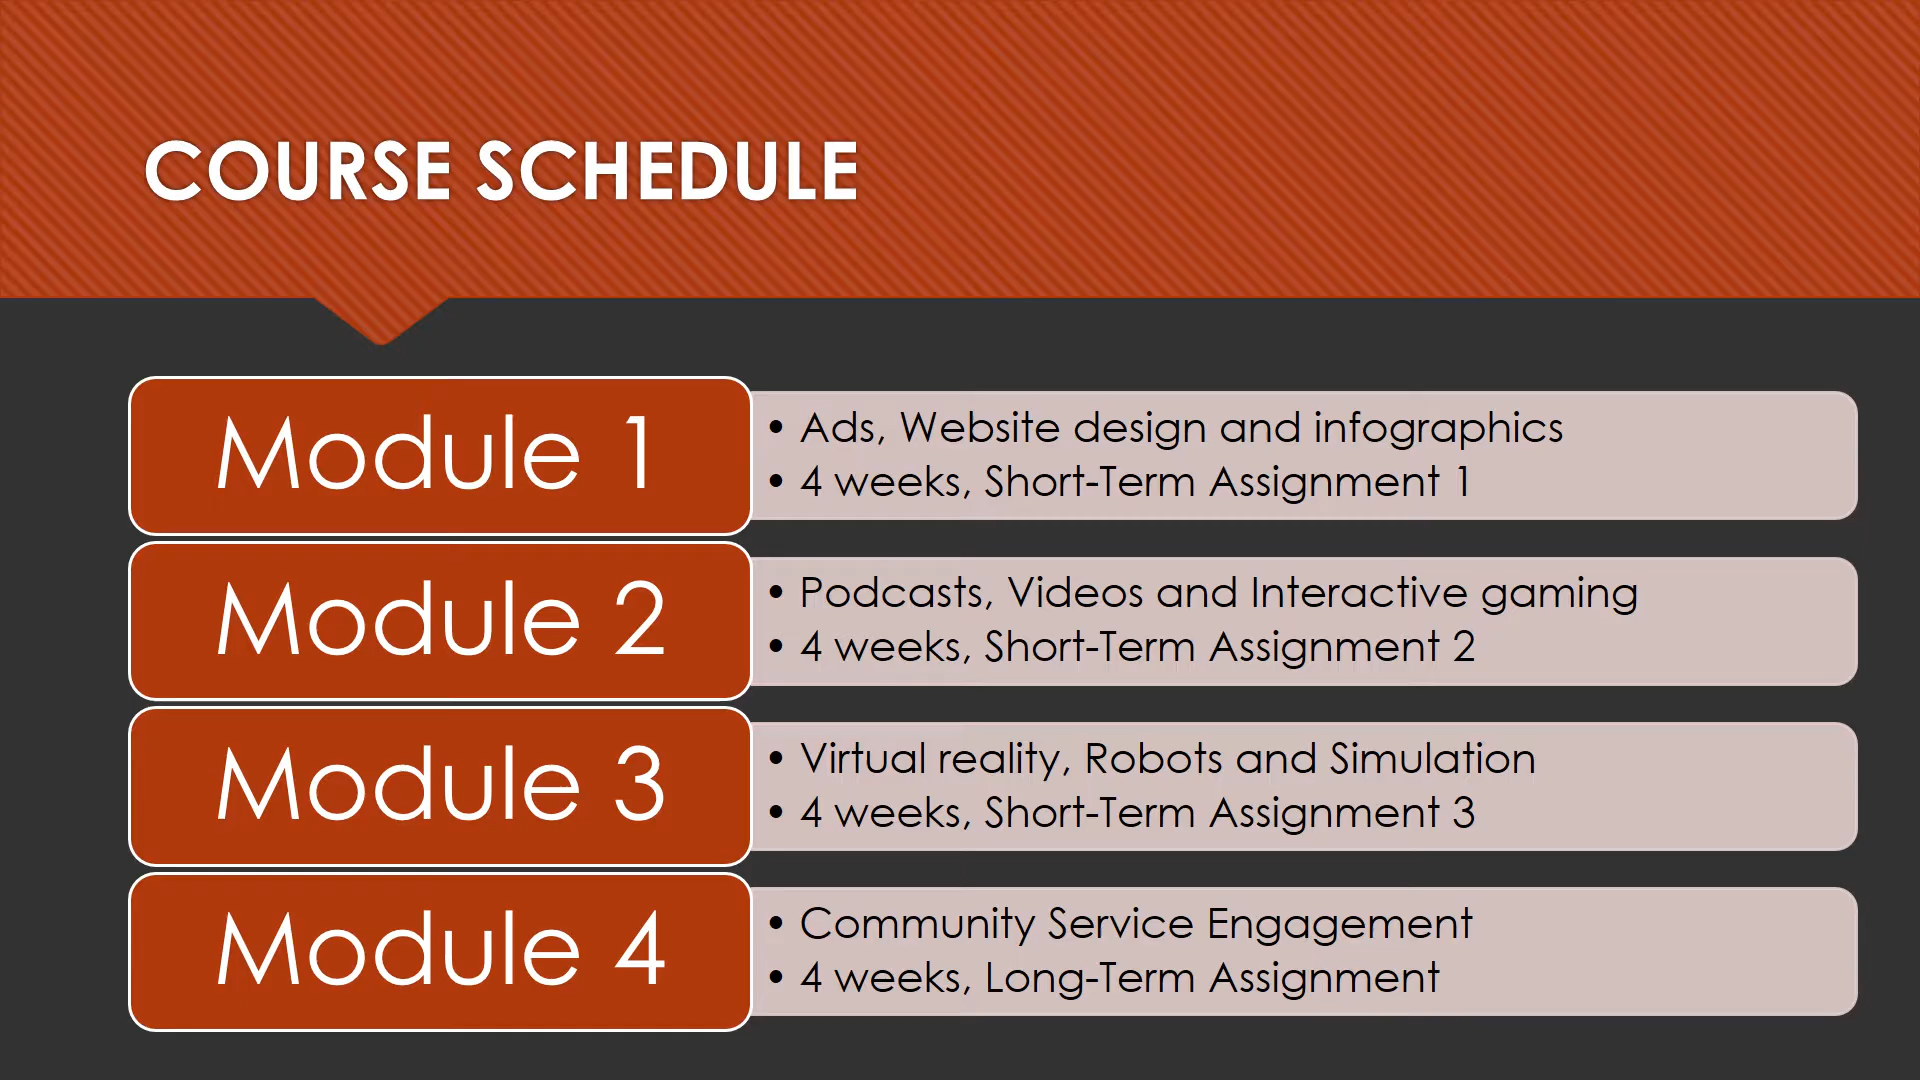 COURSE SCHEDULE
Module 1
• Ads, Website design and infographics
• 4 weeks, Short-Term Assignment 1
Module 2
• Podcasts, Videos and Interactive gaming
• 4 weeks, Short-Term Assignment 2
Module 3
• Virtual reality, Robots and Simulation
• 4 weeks, Short-Term Assignment 3
Module 4
• Community Service Engagement
• 4 weeks, Long-Term Assignment